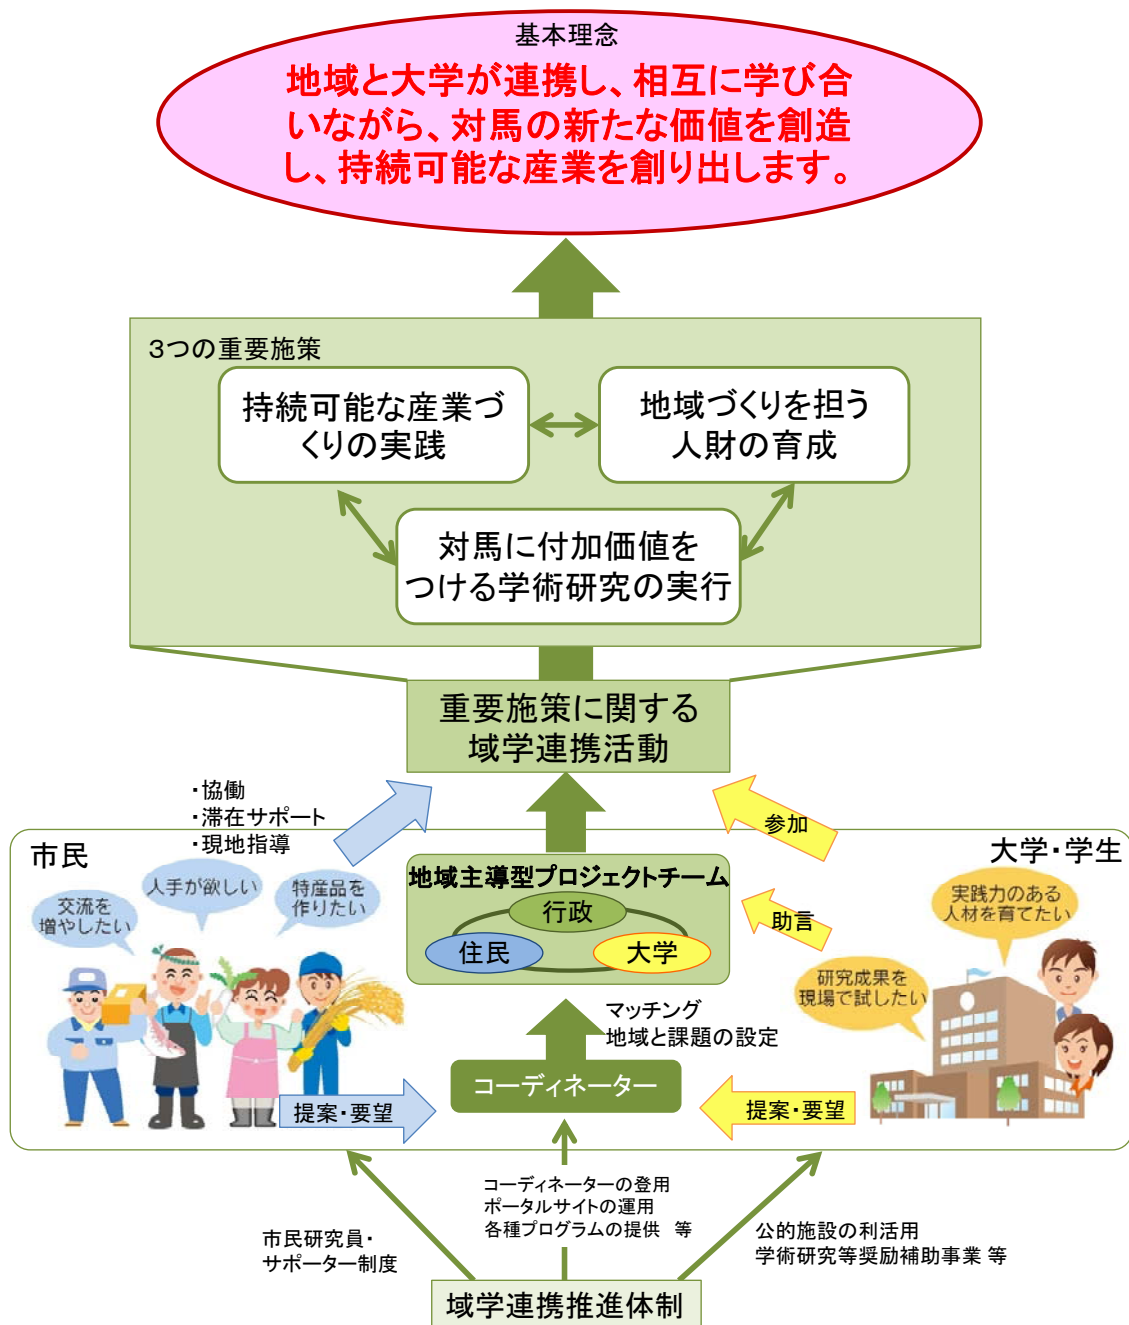 基本理念
地域と大学が連携し、相互に学び合
いながら、対馬の新たな価値を創造
し、持続可能な産業を創り出します。
３つの重要施策
持続可能な産業づ
くりの実践
地域づくりを担う
人財の育成
対馬に付加価値を
つける学術研究の実行
重要施策に関する
域学連携活動
・協働
・滞在サポート
・現地指導
参加
市民
大学・学生
人手が欲しい
特産品を
作りたい
交流を
増やしたい
地域主導型プロジェクトチーム
行政
住民
大学
助言
実践力のある
人材を育てたい
研究成果を
現場で試したい
マッチング
地域と課題の設定
コーディネーター
提案・要望
提案・要望
コーディネーターの登用
ポータルサイトの運用
各種プログラムの提供　等
市民研究員・
サポーター制度
公的施設の利活用
学術研究等奨励補助事業 等
域学連携推進体制